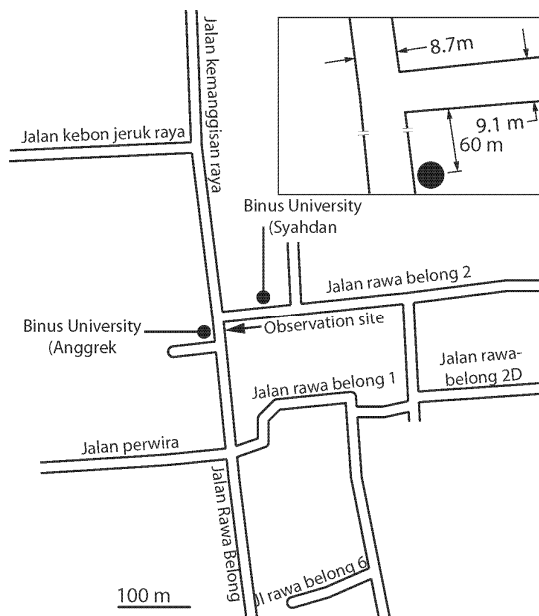 Jalan kemanggisan raya
8.7m
9.1 m
60 m
Jalan kebon jeruk raya
Binus University
(Syahdan
Jalan rawa belong 2
Binus University
(Anggrek
Observation site
Jalan rawa-
belong 2D
Jalan rawa belong 1
Jalan perwira
Jalan Rawa Belong
Jl rawa belong 6
100 m